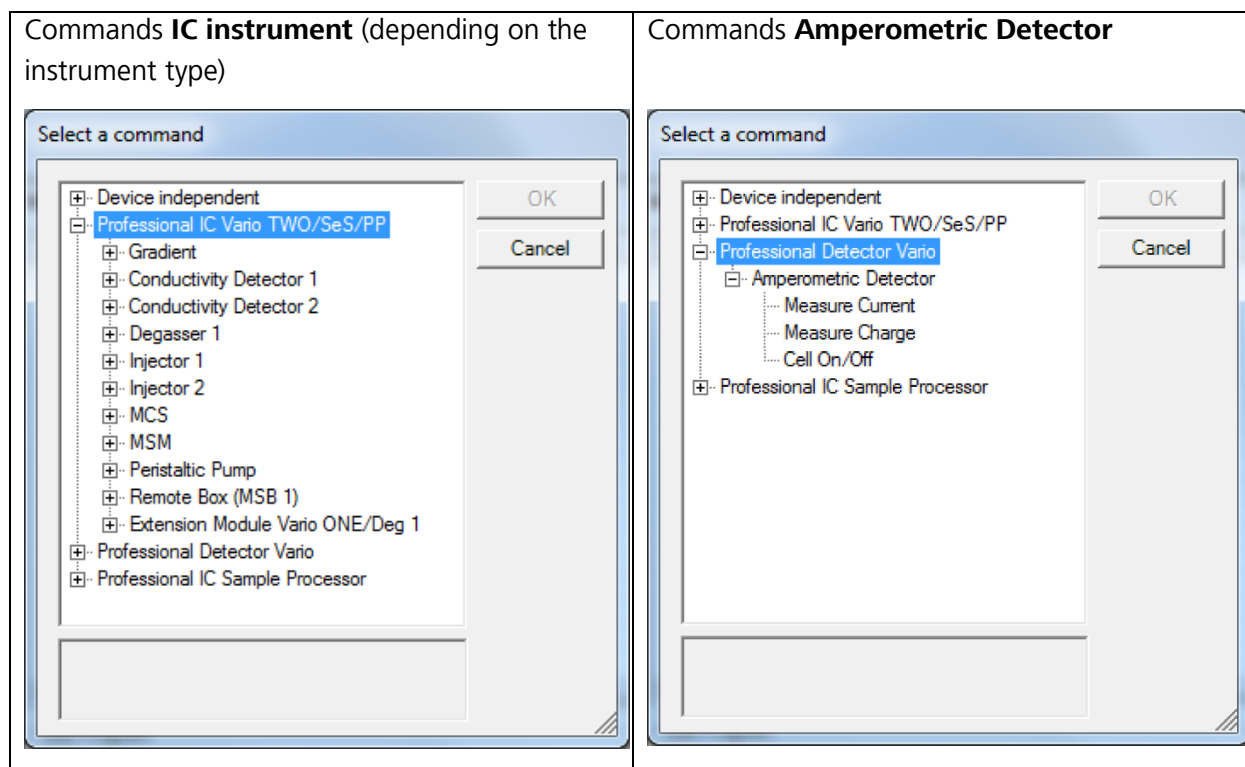 Commands IC instrument (depending on the
instrument type)
Select a command
Device independent
Professional IC Vario TWO/SeS/PP
Gradient
Conductivity Detector 1
Conductivity Detector 2
Degasser 1
Injector 1
Injector 2
MCS
MSM
Peristaltic Pump
Remote Box (MSB 1)
Extension Module Vario ONE/Deg 1
Professional Detector Vario
Professional IC Sample Processor
OK
Cancel
Commands Amperometric Detector
Select a command
Device independent
Professional IC Vario TWO/SeS/PP
Professional Detector Vario
Amperometric Detector
Measure Current
Measure Charge
Cell On/Off
Professional IC Sample Processor
OK
Cancel